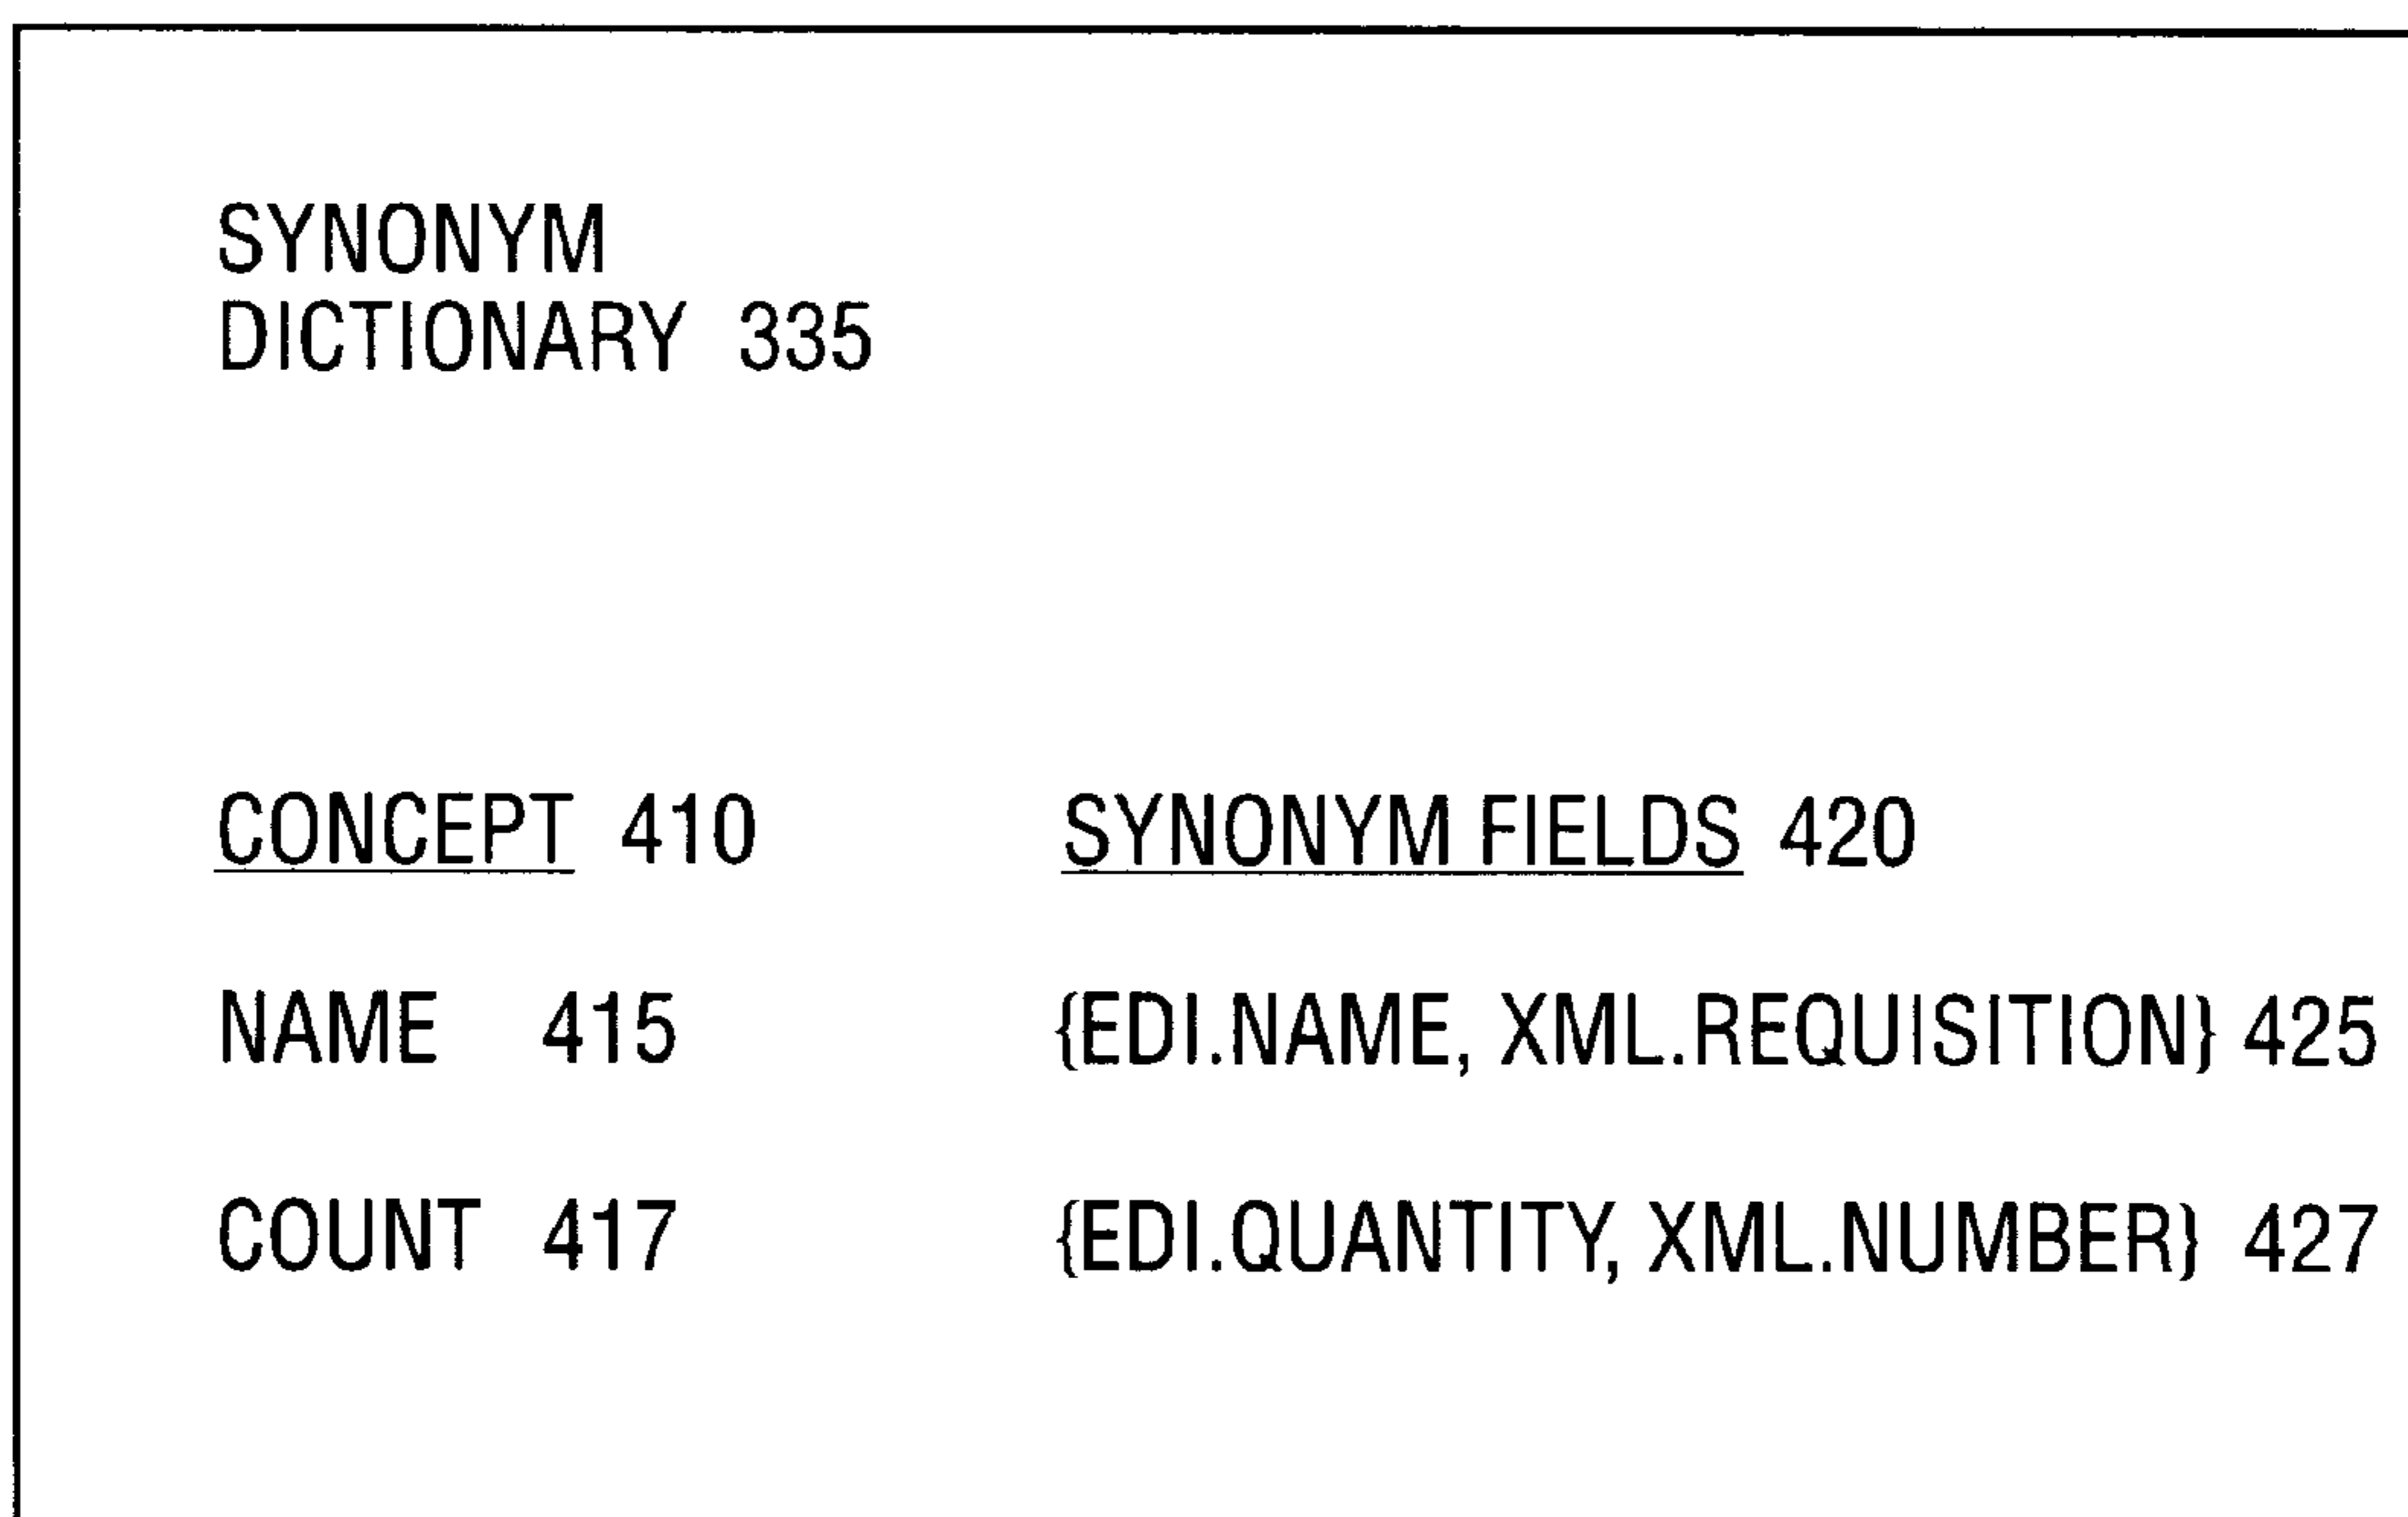 SYNONYM
DICTIONARY 335
CONCEPT 410 SYNONYM FIELDS 420
NAME 415 {EDI.NAME, XML.REQUISITION} 425
COUNT 417 {EDI.QUANTITY, XML.NUMBER} 427